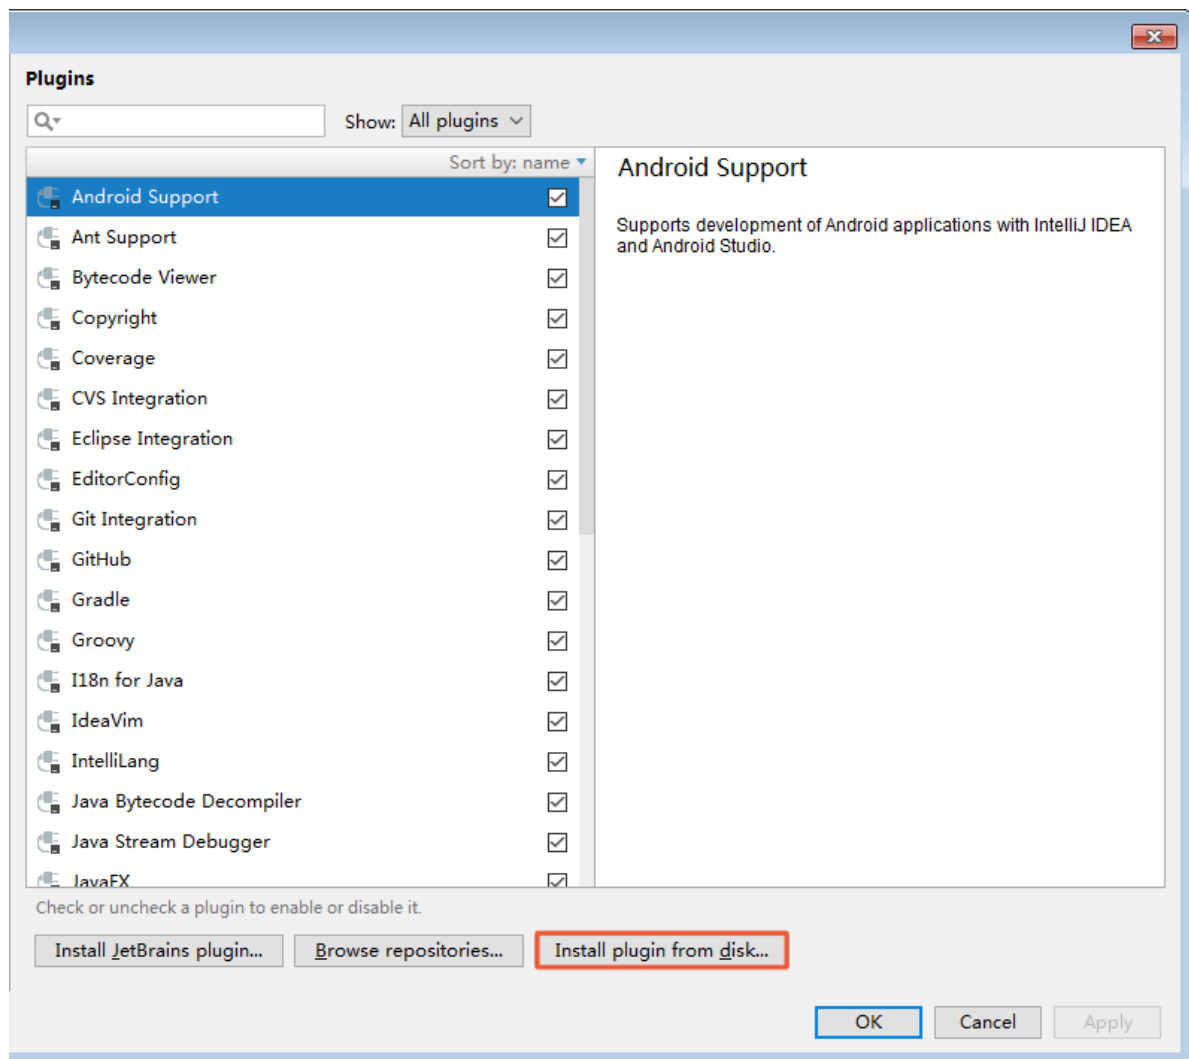 Plugins
Show: All plugins
Sort by: name
Android Support
Ant Support
Bytecode Viewer
Copyright
Coverage
CVS Integration
Eclipse Integration
EditorConfig
Git Integration
GitHub
Gradle
Groovy
I18n for Java
IdeaVim
IntelliLang
Java Bytecode Decompiler
Java Stream Debugger
JavaFX
Android Support
Supports development of Android applications with IntelliJ IDEA
and Android Studio.
Check or uncheck a plugin to enable or disable it.
Install JetBrains plugin... Browse repositories... Install plugin from disk...
OK Cancel Apply